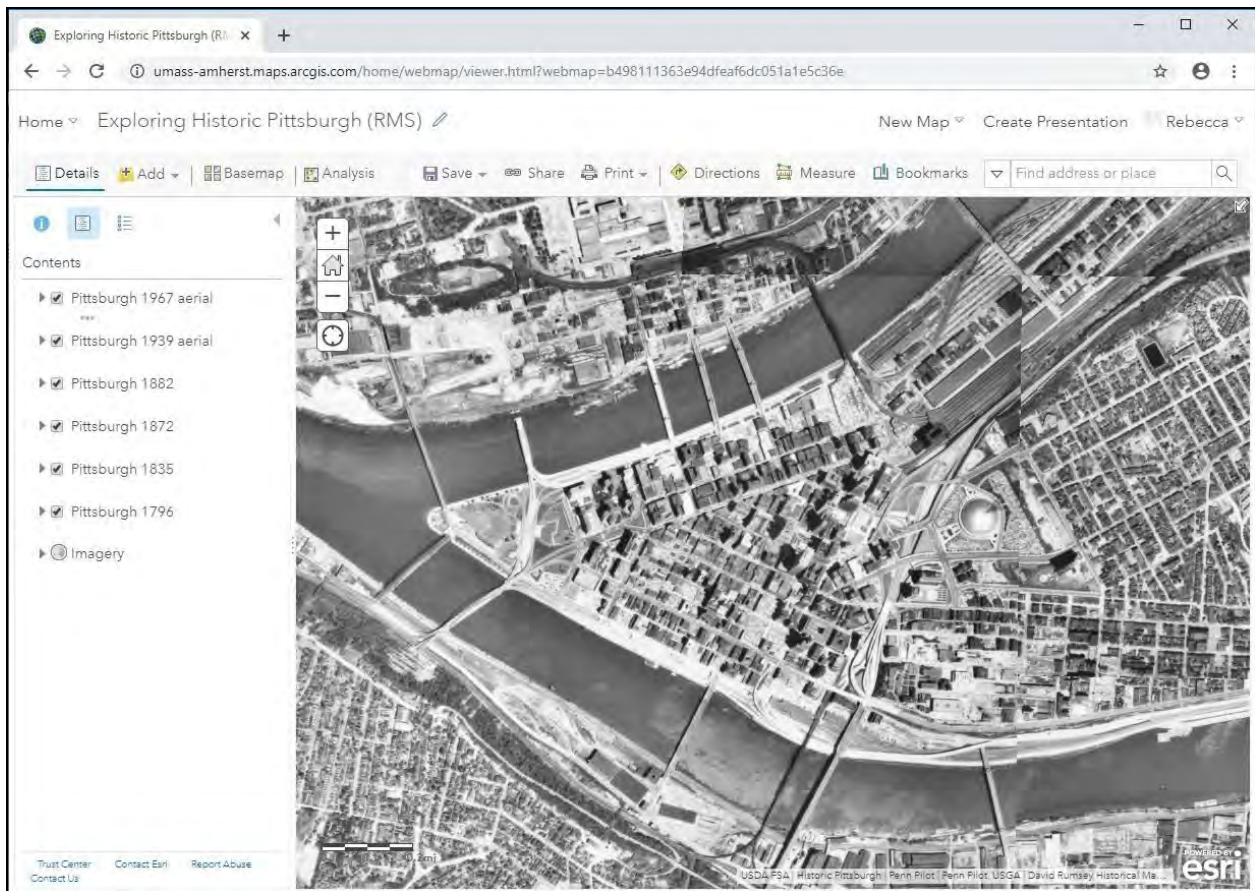 Exploring Historic Pittsburgh (RM
umass-amherst.maps.arcgis.com/home/webmap/viewer.html?webmap=b498111363e94dfeaf6dc051a1e5c36e
Home Exploring Historic Pittsburgh (RMS) New Map Create Presentation Rebecca
Details Add Basemap Analysis Save Share Print Directions Measure Bookmarks Find address or place
Contents
Pittsburgh 1967 aerial
Pittsburgh 1939 aerial
Pittsburgh 1882
Pittsburgh 1872
Pittsburgh 1835
Pittsburgh 1796
Imagery
Trust Center Contact Esri Report Abuse
Contact Us
0.2mi
USDA FSA | Historic Pittsburgh | Penn Pilot | Penn Pilot, USGA | David Rumsey Historical Ma...
POWERED BY
esri